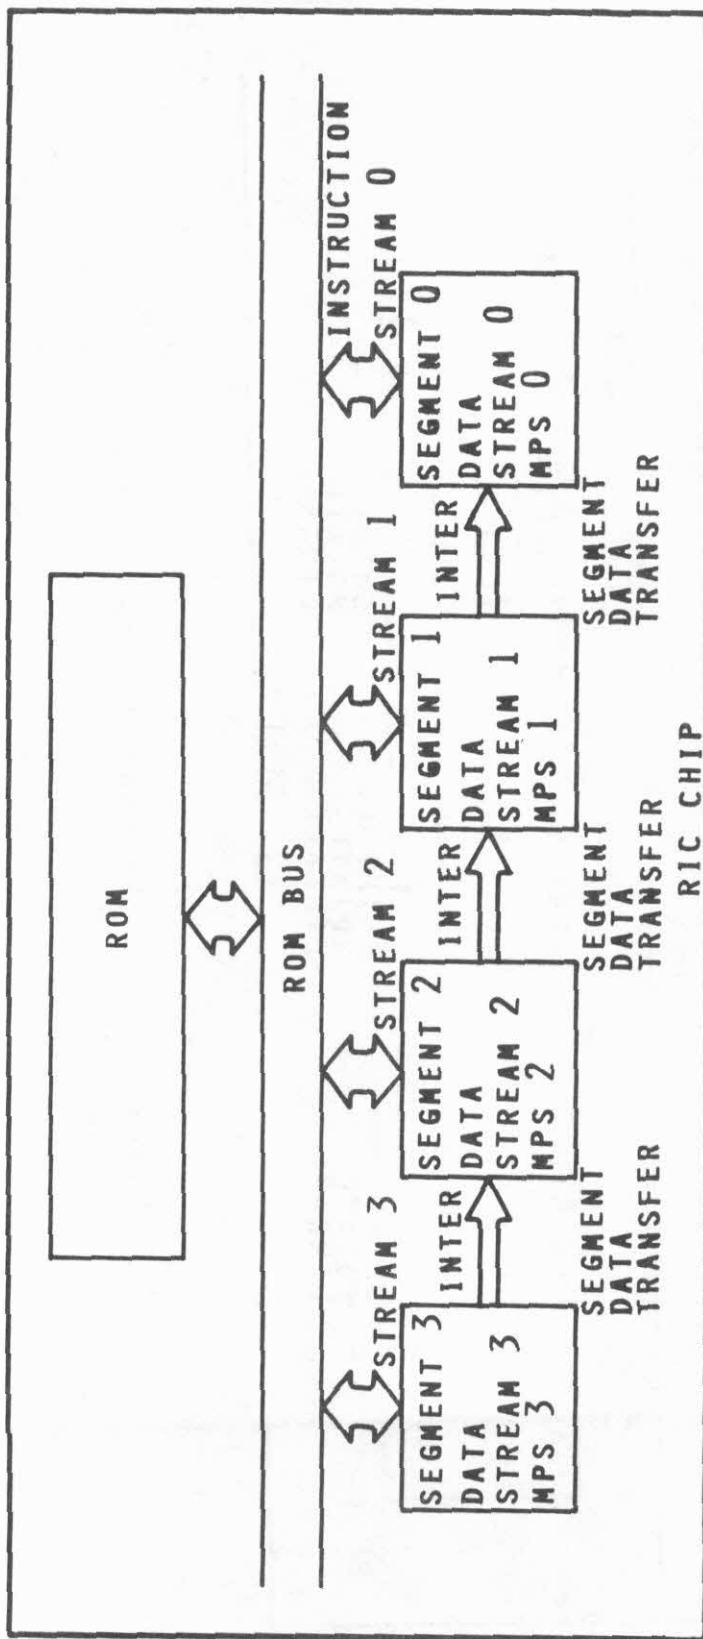 ROM
ROM BUS
STREAM 3
STREAM 2
STREAM 1
INSTRUCTION
STREAM 0
SEGMENT 3
DATA
STREAM 3
MPS 3
INTER
SEGMENT
DATA
TRANSFER
SEGMENT 2
DATA
STREAM 2
MPS 2
INTER
SEGMENT
DATA
TRANSFER
SEGMENT 1
DATA
STREAM 1
MPS 1
INTER
SEGMENT
DATA
TRANSFER
SEGMENT 0
DATA
STREAM 0
MPS 0
RIC CHIP